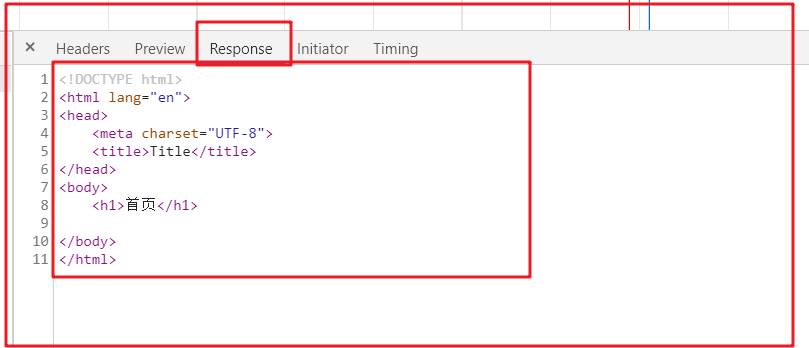 × Headers Preview Response Initiator Timing
1 <!DOCTYPE html>
2 <html lang="en">
3 <head>
4     <meta charset="UTF-8">
5     <title>Title</title>
6 </head>
7 <body>
8     <h1>首页</h1>
9
10 </body>
11 </html>